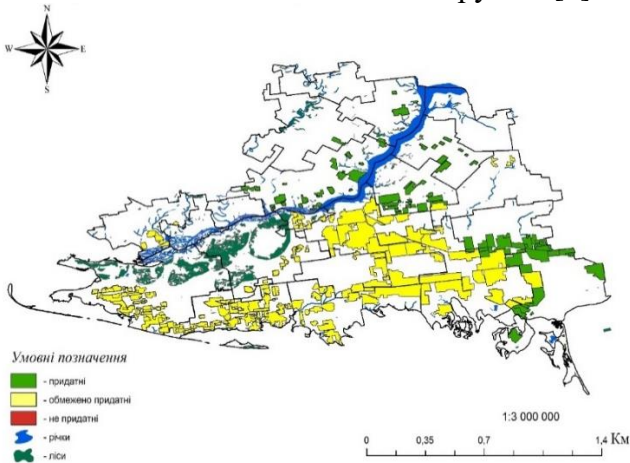 N
W E
S
Умовні позначення
- придатні
- обмежено придатні
- не придатні
- річки
- ліси
1:3 000 000
0 0,35 0,7 1,4 Км